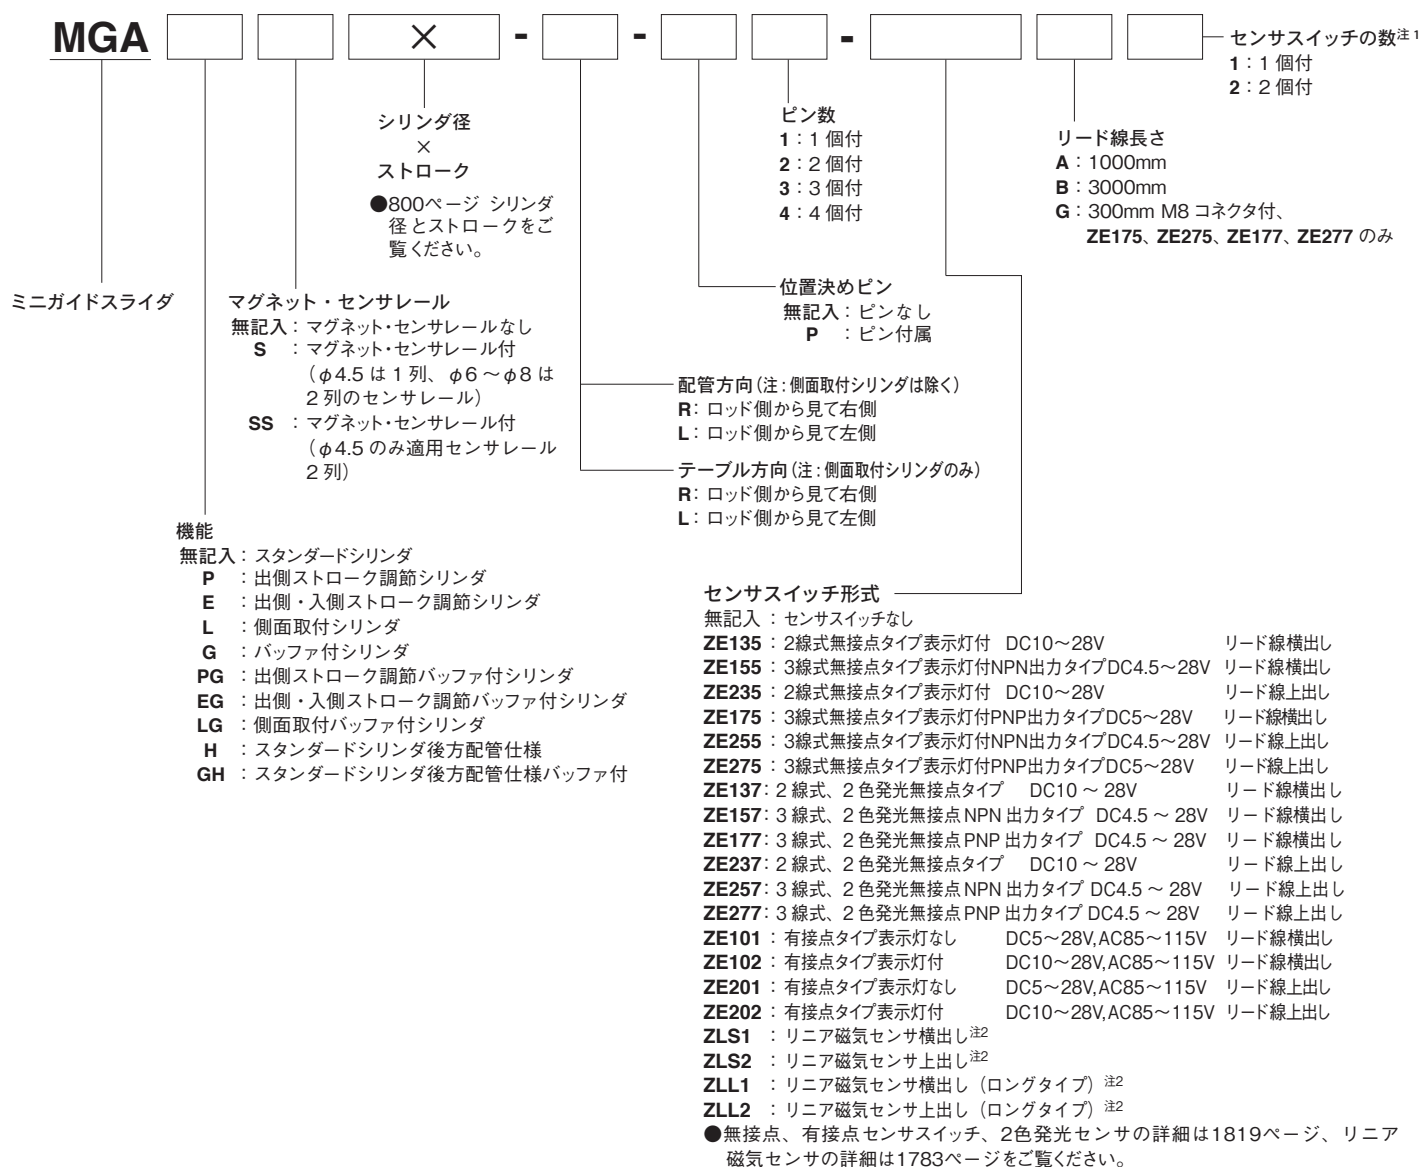 MGA × - - -
センサスイッチの数注1
1：1 個付
2：2 個付
シリンダ径
×
ストローク
●800ページ シリンダ
径とストロークをご
覧ください。
ピン数
1：1 個付
2：2 個付
3：3 個付
4：4 個付
リード線長さ
A：1000mm
B：3000mm
G：300mm M8 コネクタ付、
ZE175、ZE275、ZE177、ZE277 のみ
ミニガイドスライダ
マグネット・センサレール
無記入：マグネット・センサレールなし
S ：マグネット・センサレール付
（φ4.5 は 1 列、φ6 ～φ8 は
2 列のセンサレール）
SS ：マグネット・センサレール付
（φ4.5 のみ適用センサレール
2 列）
位置決めピン
無記入：ピンなし
P ：ピン付属
配管方向（注：側面取付シリンダは除く）
R：ロッド側から見て右側
L：ロッド側から見て左側
テーブル方向（注：側面取付シリンダのみ）
R：ロッド側から見て右側
L：ロッド側から見て左側
機能
無記入：スタンダードシリンダ
P ：出側ストローク調節シリンダ
E ：出側・入側ストローク調節シリンダ
L ：側面取付シリンダ
G ：バッファ付シリンダ
PG ：出側ストローク調節バッファ付シリンダ
EG ：出側・入側ストローク調節バッファ付シリンダ
LG ：側面取付バッファ付シリンダ
H ：スタンダードシリンダ後方配管仕様
GH ：スタンダードシリンダ後方配管仕様バッファ付
センサスイッチ形式
無記入：センサスイッチなし
ZE135：2線式無接点タイプ表示灯付 DC10～28V リード線横出し
ZE155：3線式無接点タイプ表示灯付NPN出力タイプDC4.5～28V リード線横出し
ZE235：2線式無接点タイプ表示灯付 DC10～28V リード線上出し
ZE175：3線式無接点タイプ表示灯付PNP出力タイプDC5～28V リード線横出し
ZE255：3線式無接点タイプ表示灯付NPN出力タイプDC4.5～28V リード線上出し
ZE275：3線式無接点タイプ表示灯付PNP出力タイプDC5～28V リード線上出し
ZE137：2 線式、2 色発光無接点タイプ DC10 ～ 28V リード線横出し
ZE157：3 線式、2 色発光無接点 NPN 出力タイプ DC4.5 ～ 28V リード線横出し
ZE177：3 線式、2 色発光無接点 PNP 出力タイプ DC4.5 ～ 28V リード線横出し
ZE237：2 線式、2 色発光無接点タイプ DC10 ～ 28V リード線上出し
ZE257：3 線式、2 色発光無接点 NPN 出力タイプ DC4.5 ～ 28V リード線上出し
ZE277：3 線式、2 色発光無接点 PNP 出力タイプ DC4.5 ～ 28V リード線上出し
ZE101：有接点タイプ表示灯なし DC5～28V,AC85～115V リード線横出し
ZE102：有接点タイプ表示灯付 DC10～28V,AC85～115V リード線横出し
ZE201：有接点タイプ表示灯なし DC5～28V,AC85～115V リード線上出し
ZE202：有接点タイプ表示灯付 DC10～28V,AC85～115V リード線上出し
ZLS1 ：リニア磁気センサ横出し注2
ZLS2 ：リニア磁気センサ上出し注2
ZLL1 ：リニア磁気センサ横出し（ロングタイプ）注2
ZLL2 ：リニア磁気センサ上出し（ロングタイプ）注2
●無接点、有接点センサスイッチ、2色発光センサの詳細は1819ページ、リニア
磁気センサの詳細は1783ページをご覧ください。